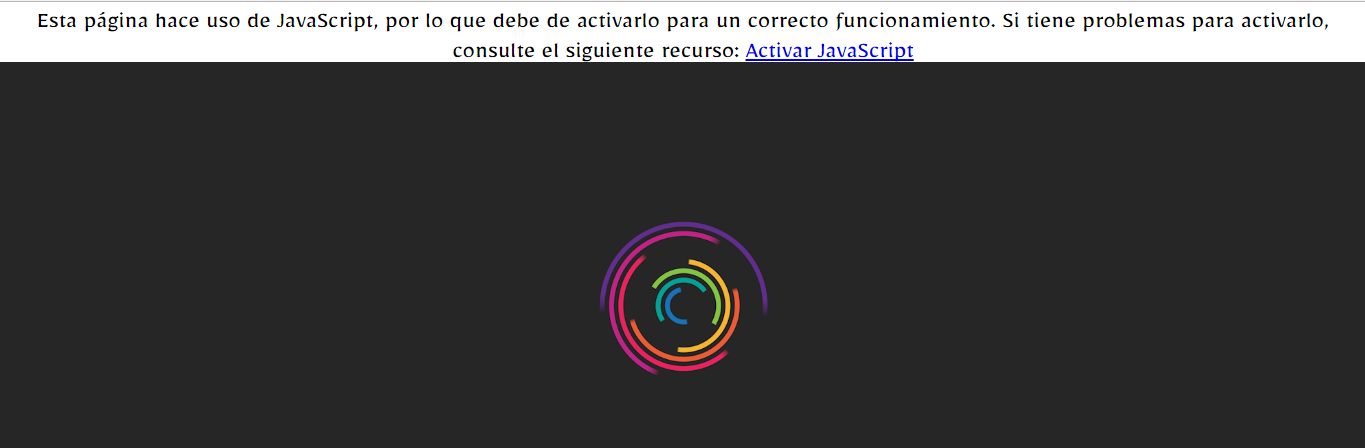 Esta página hace uso de JavaScript, por lo que debe de activarlo para un correcto funcionamiento. Si tiene problemas para activarlo,
consulte el siguiente recurso: Activar JavaScript